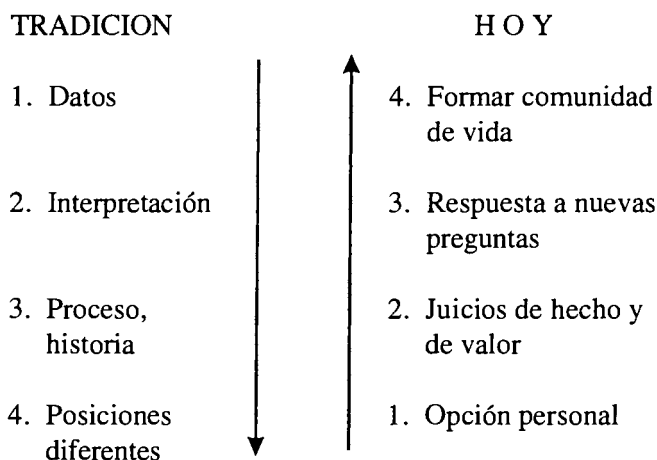 TRADICION
1. Datos
2. Interpretación
3. Proceso,
historia
4. Posiciones
diferentes
H O Y
4. Formar comunidad
de vida
3. Respuesta a nuevas
preguntas
2. Juicios de hecho y
de valor
1. Opción personal